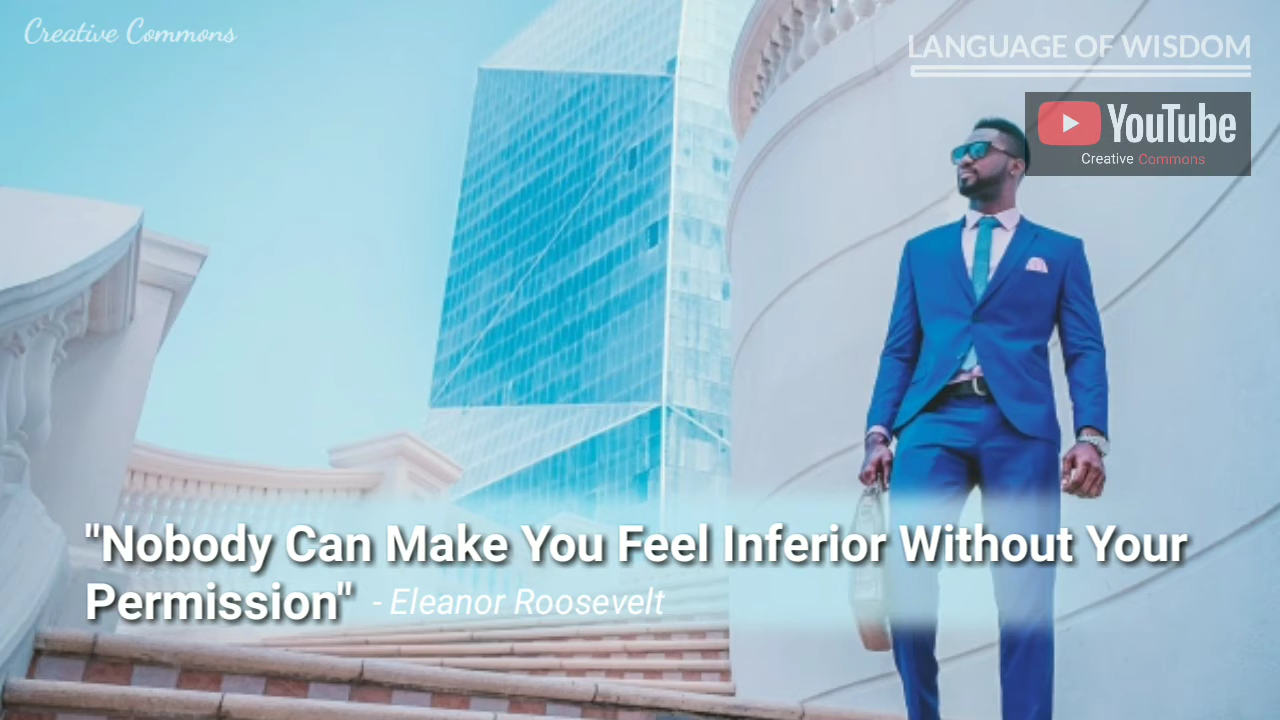 Creative Commons
LANGUAGE OF WISDOM
YouTube
Creative Commons
"Nobody Can Make You Feel Inferior Without Your
Permission" - Eleanor Roosevelt